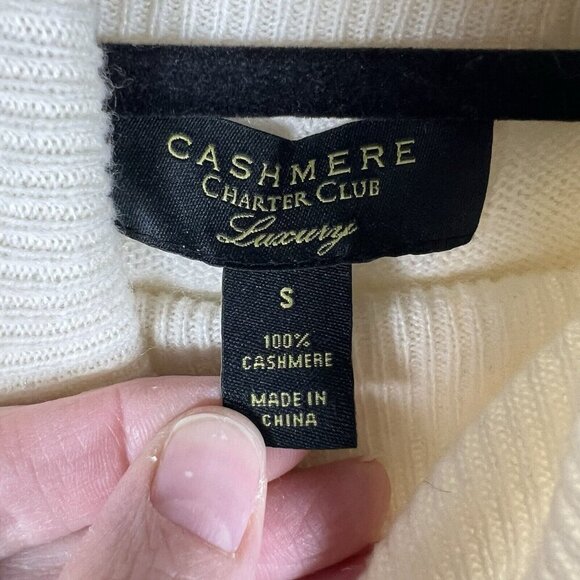 CASHMERE
CHARTER CLUB
Luxury
S
100%
CASHMERE
MADE IN
CHINA